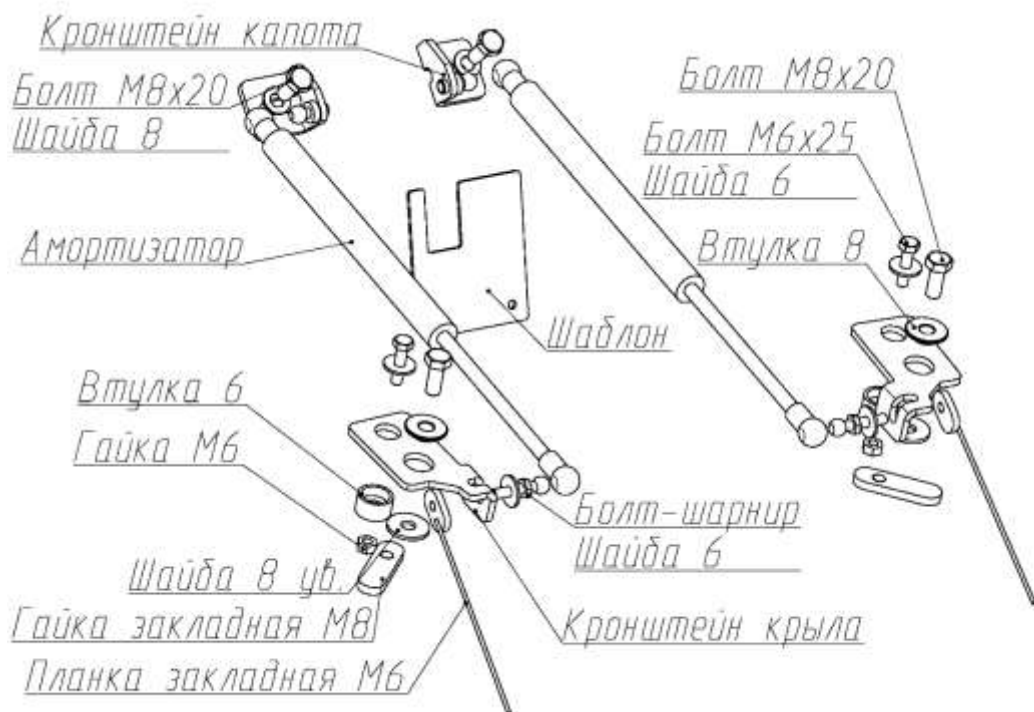 Кронштейн капота
Болт М8х20
Шайба 8
Болт М8х20
Болт М6х25
Шайба 6
Амортизатор
Втулка 8
Шаблон
Втулка 6
Гайка М6
Болт-шарнир
Шайба 6
Шайба 8 ув.
Гайка закладная М8
Кронштейн крыла
Планка закладная М6